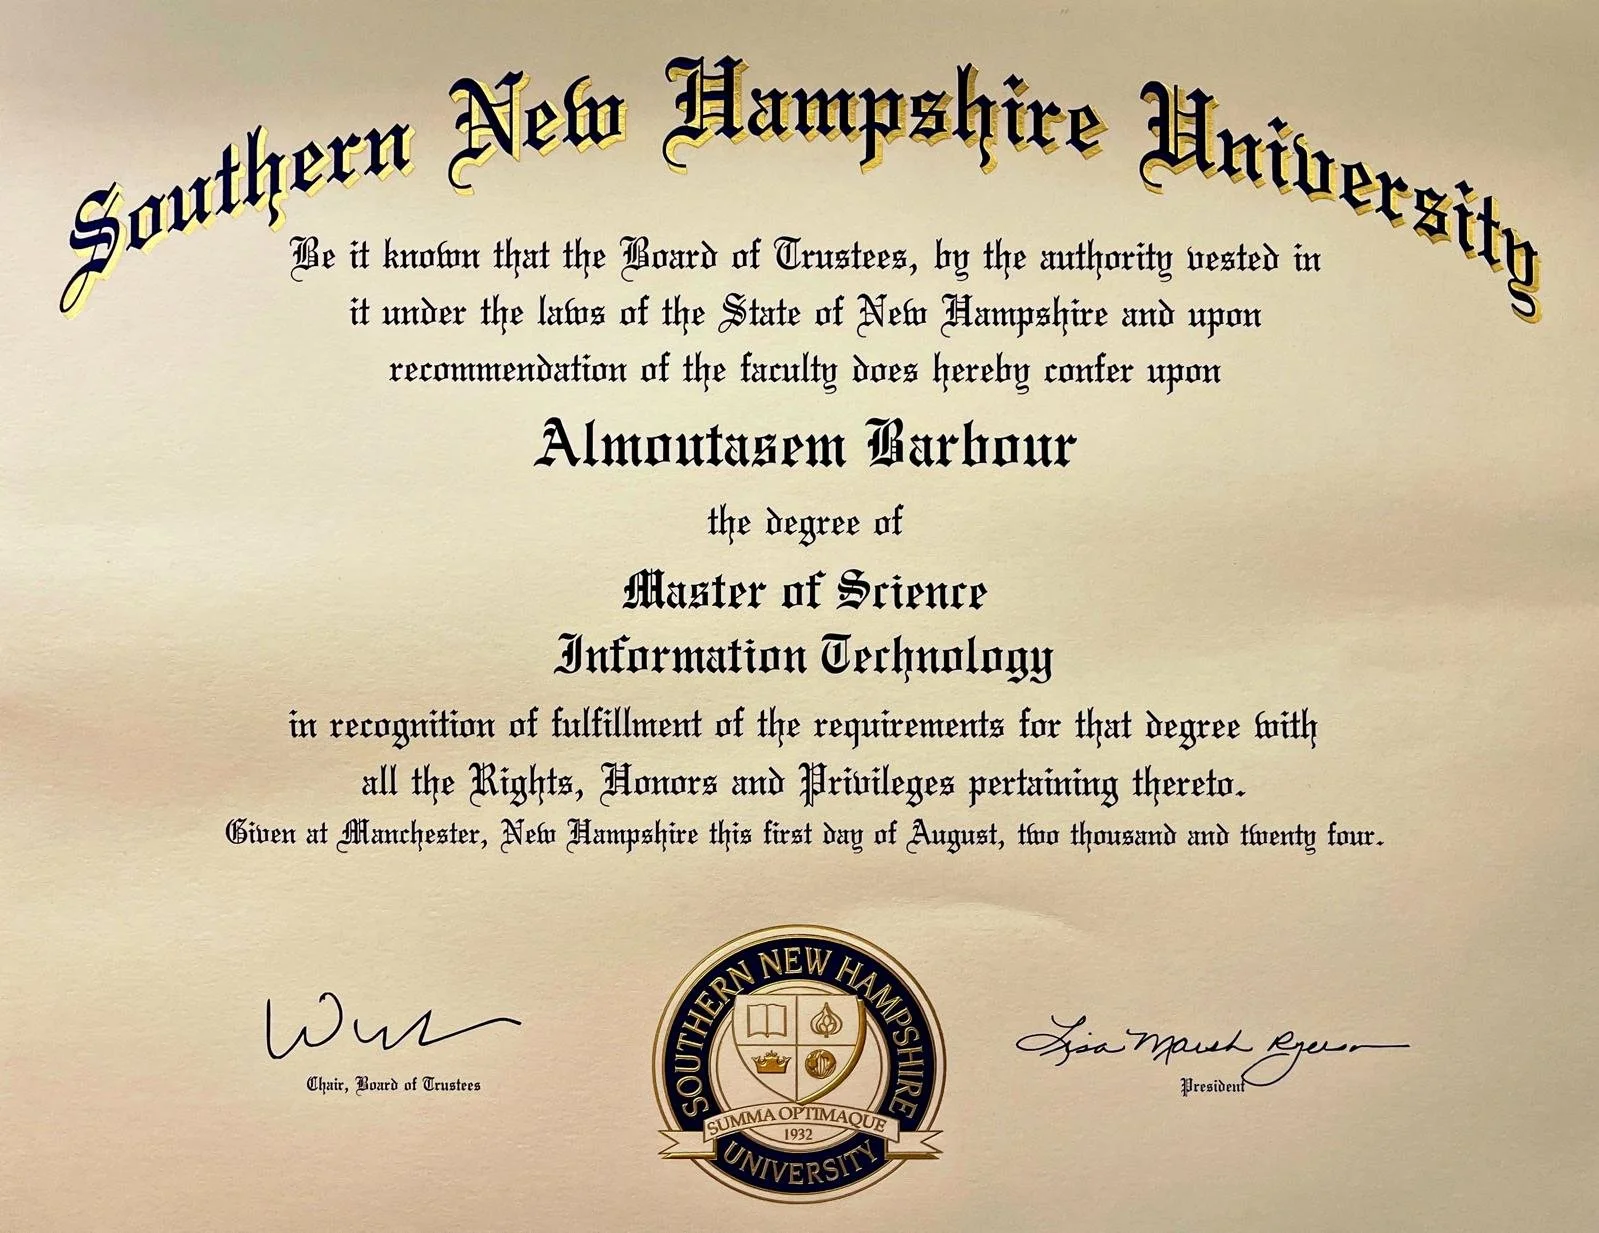 Southern New Hampshire University
Be it known that the Board of Trustees, by the authority vested in
it under the laws of the State of New Hampshire and upon
recommendation of the faculty does hereby confer upon
Almoutasem Barbour
the degree of
Master of Science
Information Technology
in recognition of fulfillment of the requirements for that degree with
all the Rights, Honors and Privileges pertaining thereto.
Given at Manchester, New Hampshire this first day of August, two thousand and twenty four.
Lisa Marsh Ryerson
Chair, Board of Trustees
President
SOUTHERN NEW HAMPSHIRE
SUMMA OPTIMAQUE
1932
UNIVERSITY